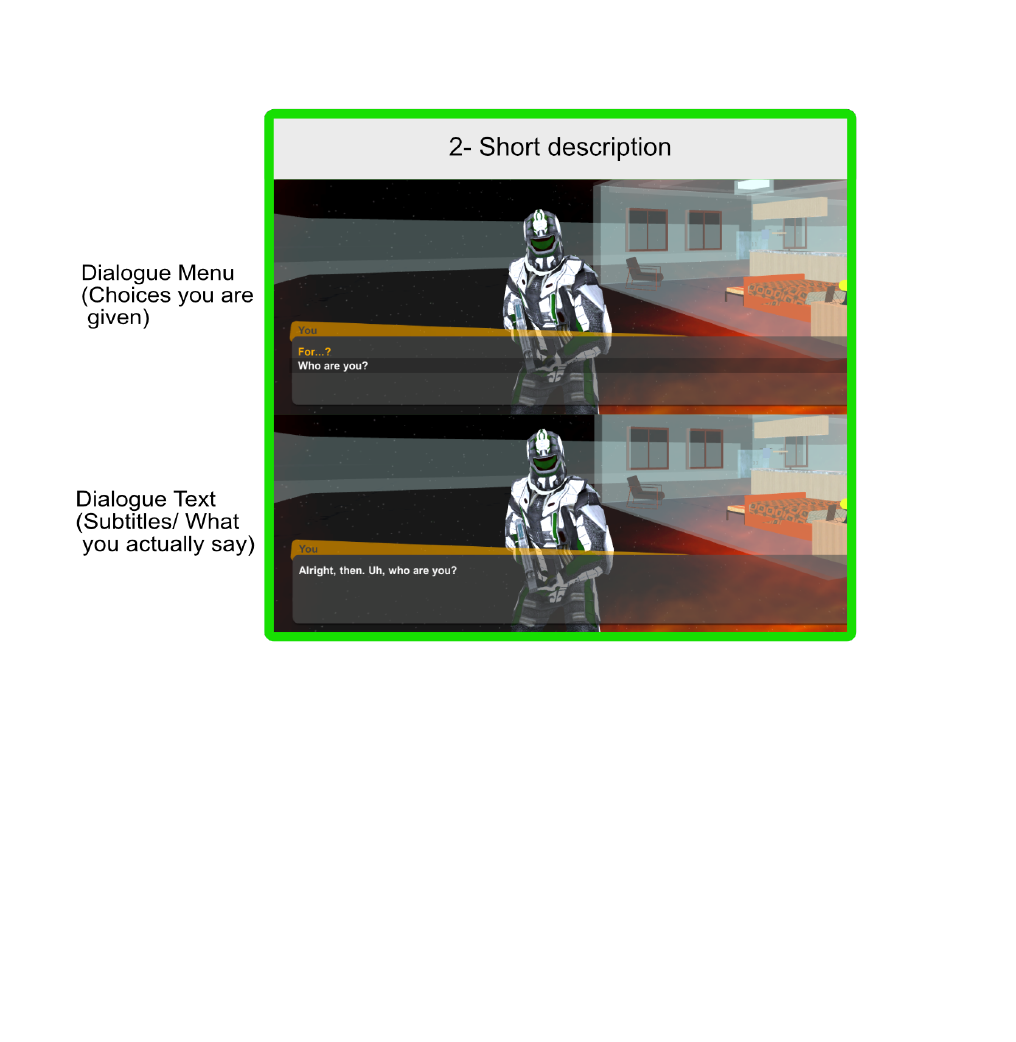 2- Short description
Dialogue Menu
(Choices you are
given)
You
For...?
Who are you?
Dialogue Text
(Subtitles/ What
you actually say)
You
Alright, then. Uh, who are you?